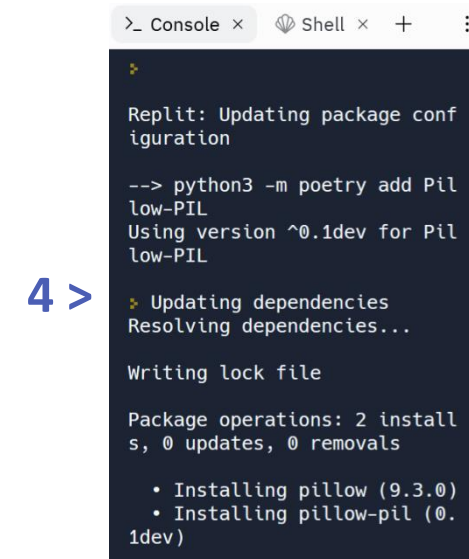 >_ Console × Shell × + ⋮
>
Replit: Updating package conf
iguration
--> python3 -m poetry add Pil
low-PIL
Using version ^0.1dev for Pil
low-PIL
4 >
> Updating dependencies
Resolving dependencies...
Writing lock file
Package operations: 2 install
s, 0 updates, 0 removals
• Installing pillow (9.3.0)
• Installing pillow-pil (0.
1dev)